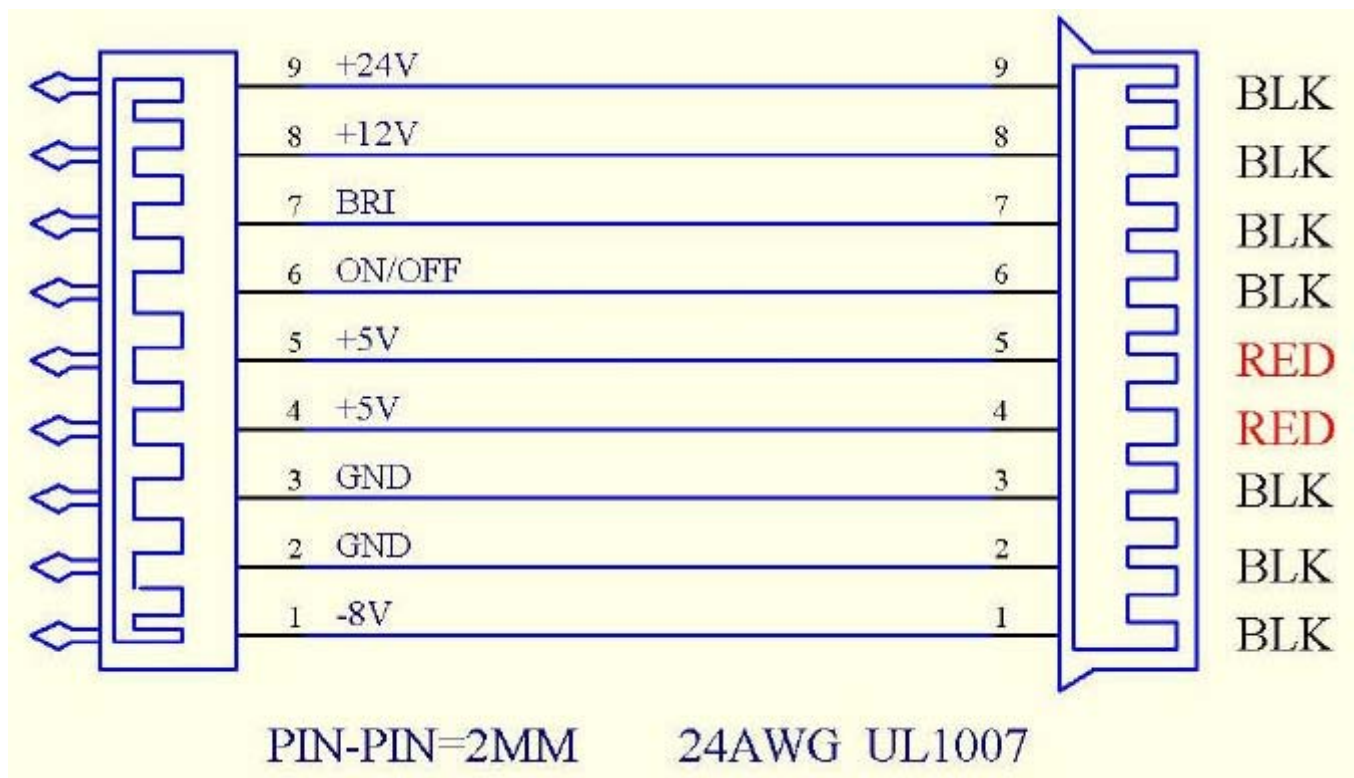 9 +24V 9 BLK
8 +12V 8 BLK
7 BRI 7 BLK
6 ON/OFF 6 BLK
5 +5V 5 RED
4 +5V 4 RED
3 GND 3 BLK
2 GND 2 BLK
1 -8V 1 BLK
PIN-PIN=2MM 24AWG UL1007